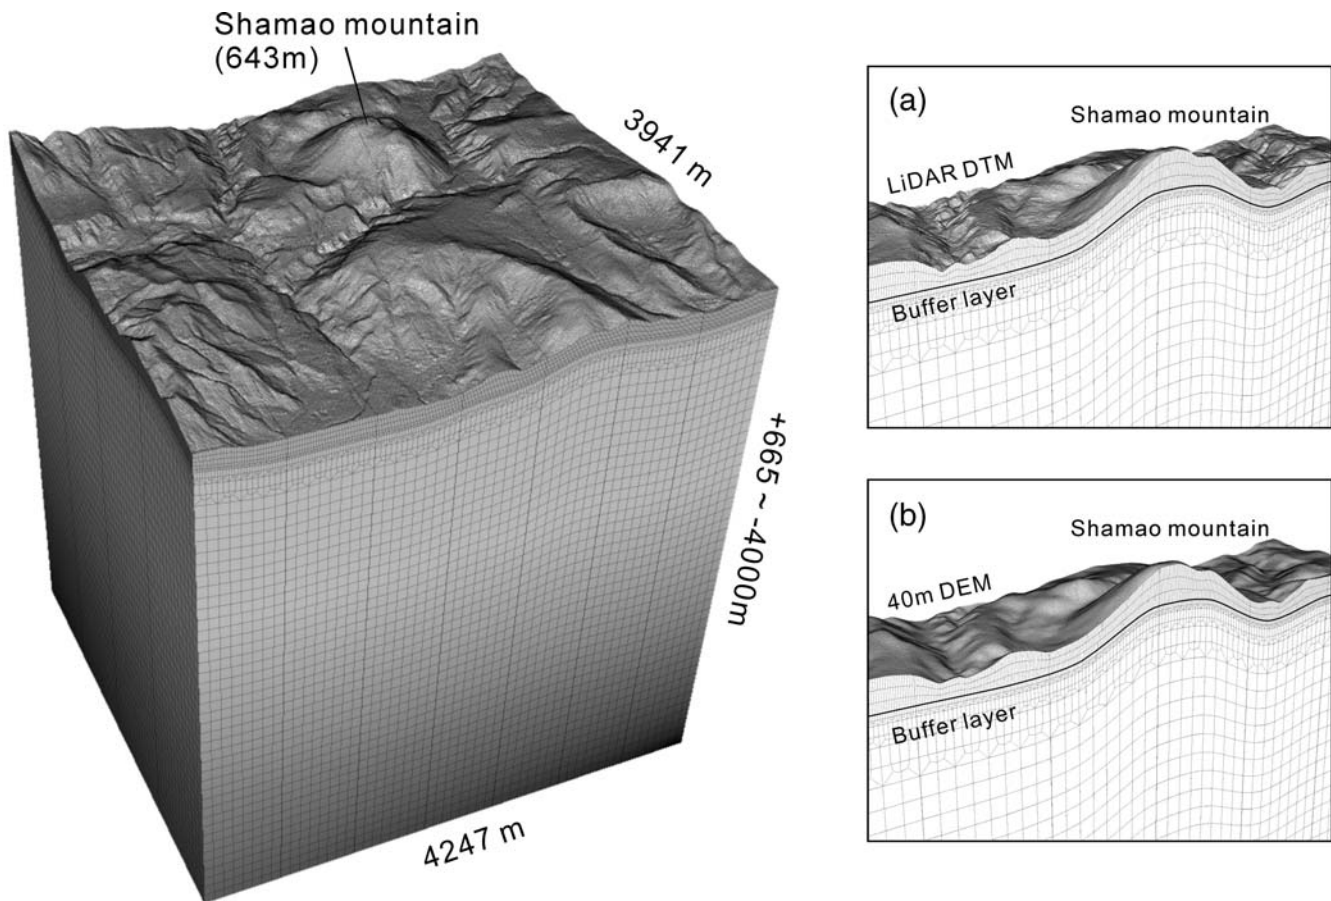 Shamao mountain
(643m)
3941 m
+665 ~ -4000m
4247 m
(a)
Shamao mountain
LiDAR DTM
Buffer layer
(b)
Shamao mountain
40m DEM
Buffer layer